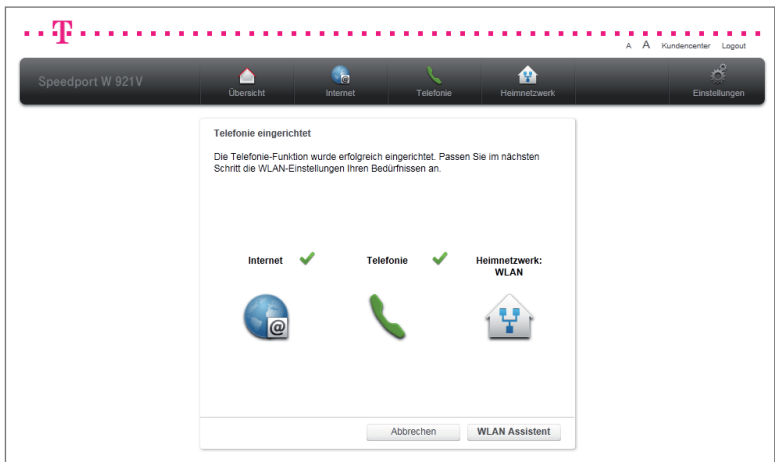 T
A A Kundencenter Logout
Speedport W 921V
Übersicht Internet Telefonie Heimnetzwerk Einstellungen
Telefonie eingerichtet
Die Telefonie-Funktion wurde erfolgreich eingerichtet. Passen Sie im nächsten
Schritt die WLAN-Einstellungen Ihren Bedürfnissen an.
Internet Telefonie Heimnetzwerk:
WLAN
@
Abbrechen WLAN Assistent